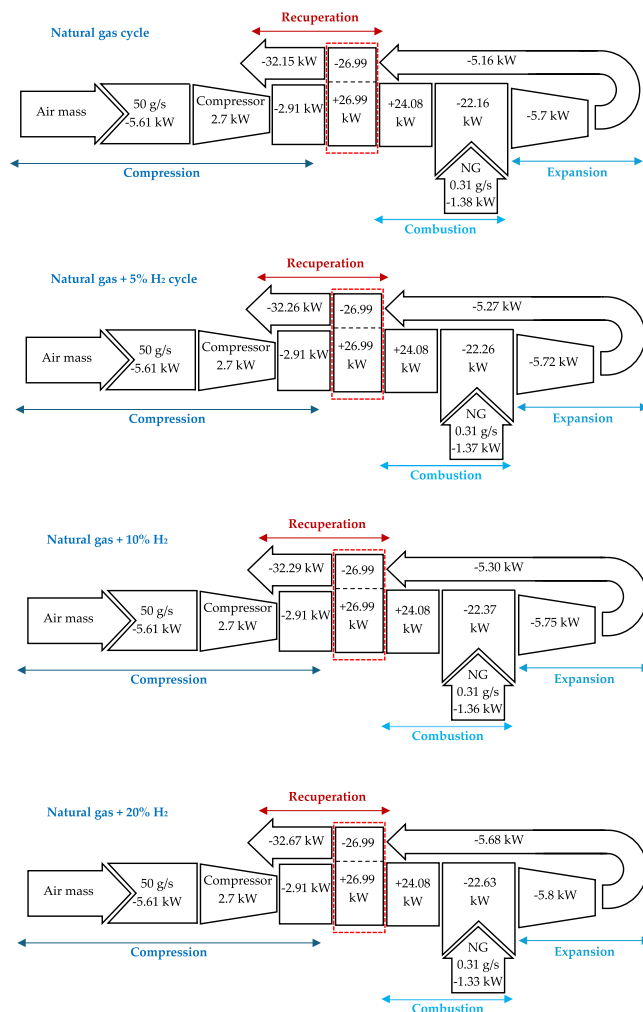 Recuperation
Natural gas cycle
-32.15 kW
-26.99
-5.16 kW
Air mass
50 g/s
-5.61 kW
Compressor
2.7 kW
-2.91 kW
+26.99
kW
+24.08
kW
-22.16
kW
-5.7 kW
NG
0.31 g/s
-1.38 kW
Compression
Expansion
Combustion
Recuperation
Natural gas + 5% H₂ cycle
-32.26 kW
-26.99
-5.27 kW
Air mass
50 g/s
-5.61 kW
Compressor
2.7 kW
-2.91 kW
+26.99
kW
+24.08
kW
-22.26
kW
-5.72 kW
NG
0.31 g/s
-1.37 kW
Compression
Expansion
Combustion
Recuperation
Natural gas + 10% H₂
-32.29 kW
-26.99
-5.30 kW
Air mass
50 g/s
-5.61 kW
Compressor
2.7 kW
-2.91 kW
+26.99
kW
+24.08
kW
-22.37
kW
-5.75 kW
NG
0.31 g/s
-1.36 kW
Compression
Expansion
Combustion
Recuperation
Natural gas + 20% H₂
-32.67 kW
-26.99
-5.68 kW
Air mass
50 g/s
-5.61 kW
Compressor
2.7 kW
-2.91 kW
+26.99
kW
+24.08
kW
-22.63
kW
-5.8 kW
NG
0.31 g/s
-1.33 kW
Compression
Expansion
Combustion